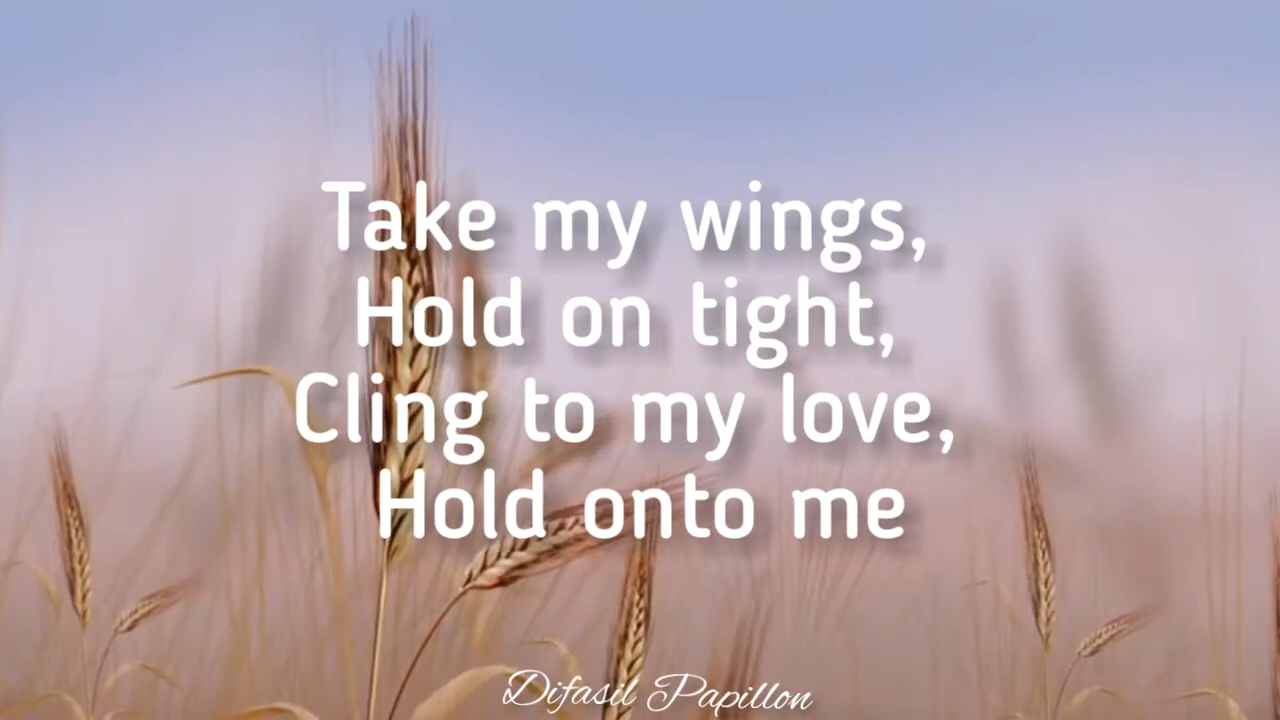 Take my wings,
Hold on tight,
Cling to my love,
Hold onto me
Difasil Papillon